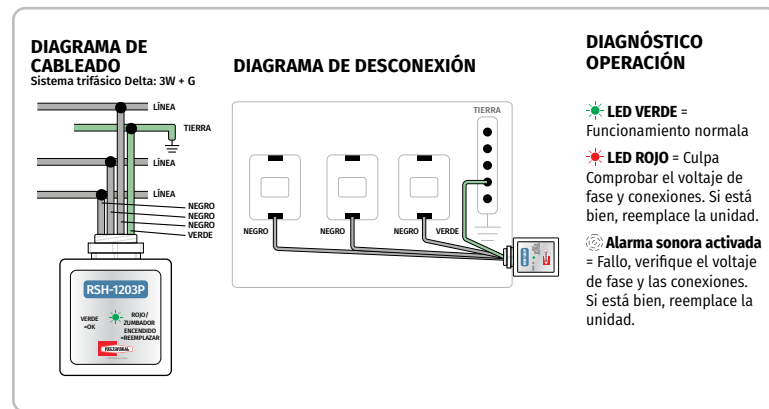 DIAGRAMA DE
CABLEADO
Sistema trifásico Delta: 3W + G
LÍNEA
TIERRA
LÍNEA
LÍNEA
NEGRO
NEGRO
NEGRO
VERDE
RSH-1203P
VERDE
=OK
ROJO/
ZUMBADOR
ENCENDIDO
=REEMPLAZAR
DIAGRAMA DE DESCONEXIÓN
TIERRA
NEGRO
NEGRO
NEGRO
VERDE
DIAGNÓSTICO
OPERACIÓN
LED VERDE =
Funcionamiento normala
LED ROJO = Culpa
Comprobar el voltaje de
fase y conexiones. Si está
bien, reemplace la unidad.
Alarma sonora activada
= Fallo, verifique el voltaje
de fase y las conexiones.
Si está bien, reemplace la
unidad.